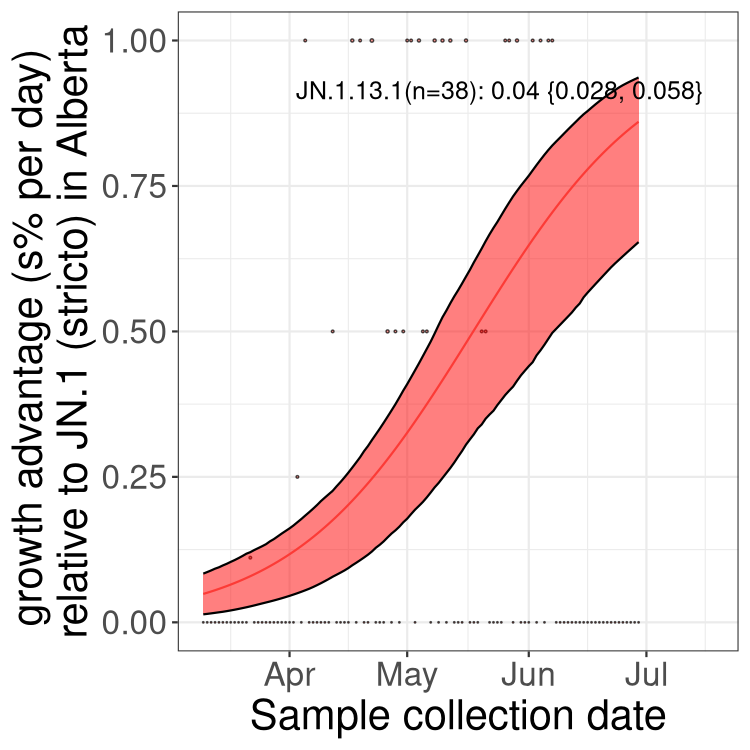 growth advantage (s% per day)
relative to JN.1 (stricto) in Alberta
1.00
0.75
0.50
0.25
0.00
JN.1.13.1(n=38): 0.04 {0.028, 0.058}
Apr May Jun Jul
Sample collection date